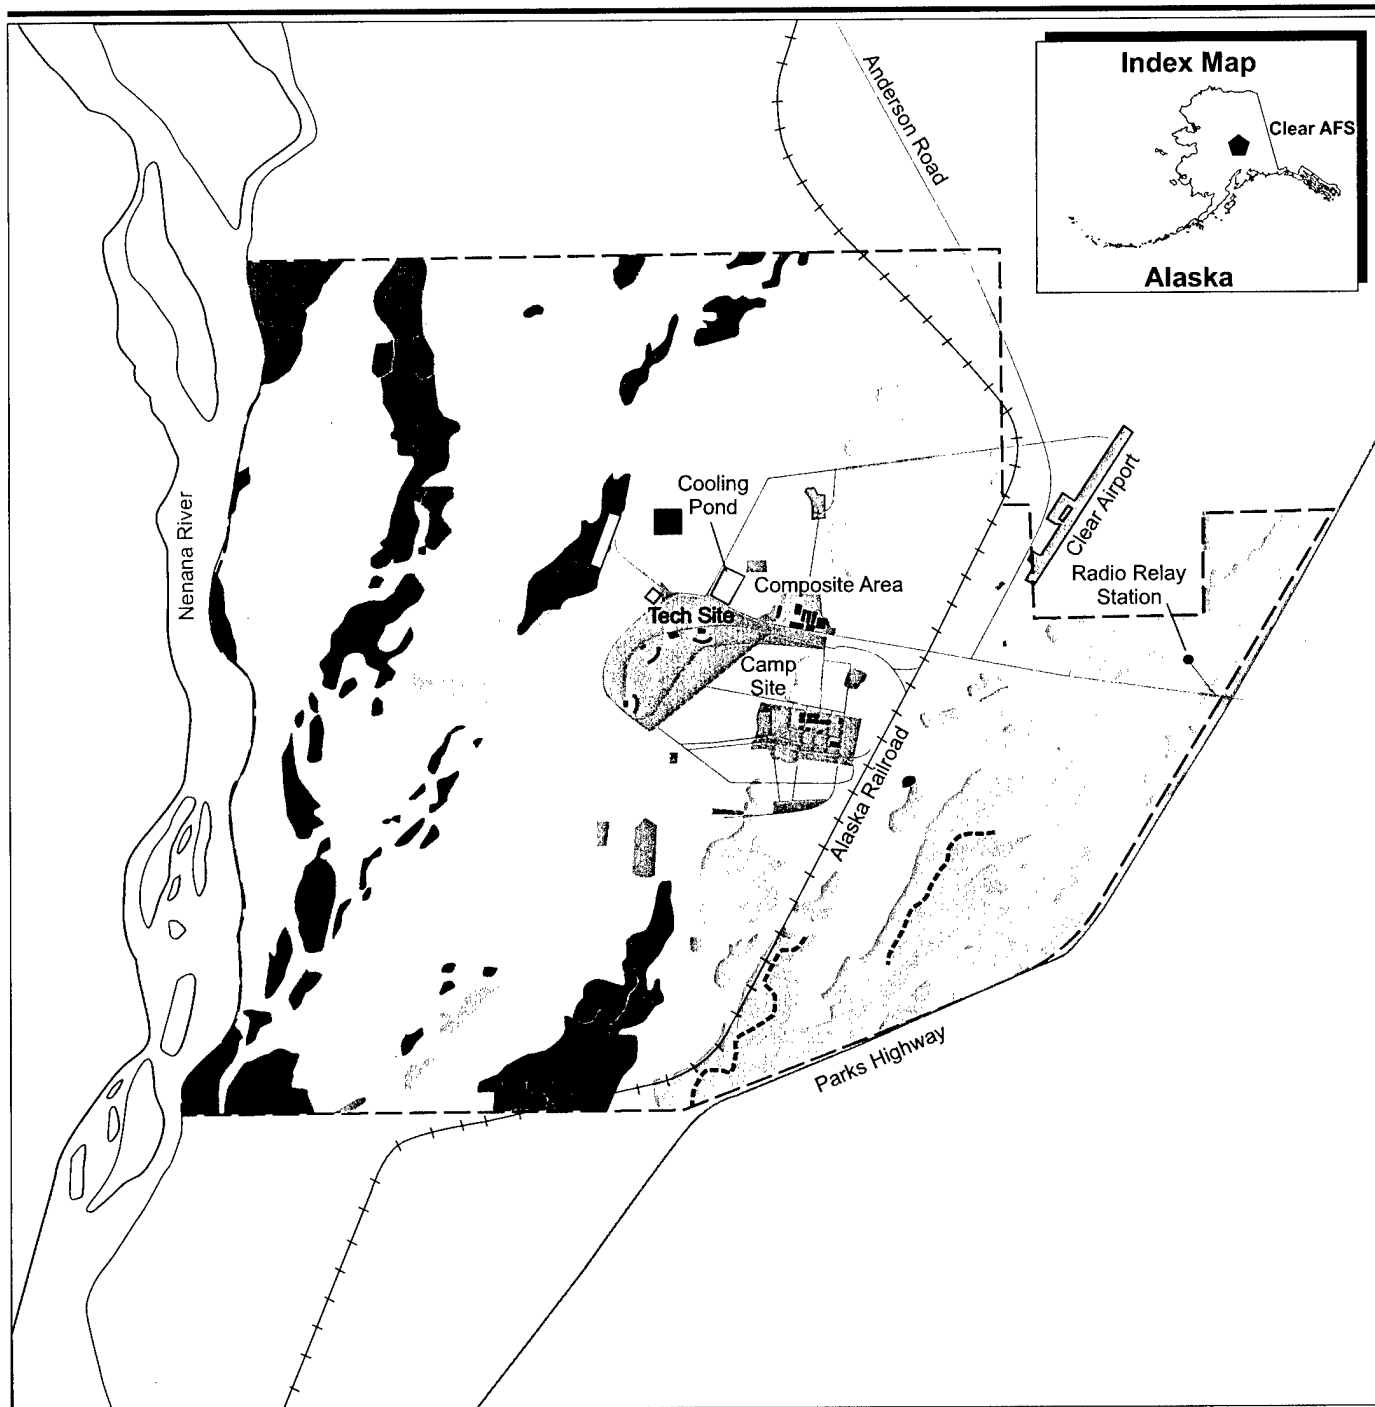 Index Map
Clear AFS
Alaska
Anderson Road
Nenana River
Cooling
Pond
Clear Airport
Composite Area
Radio Relay
Station
Tech Site
Camp
Site
Alaska Railroad
Parks Highway